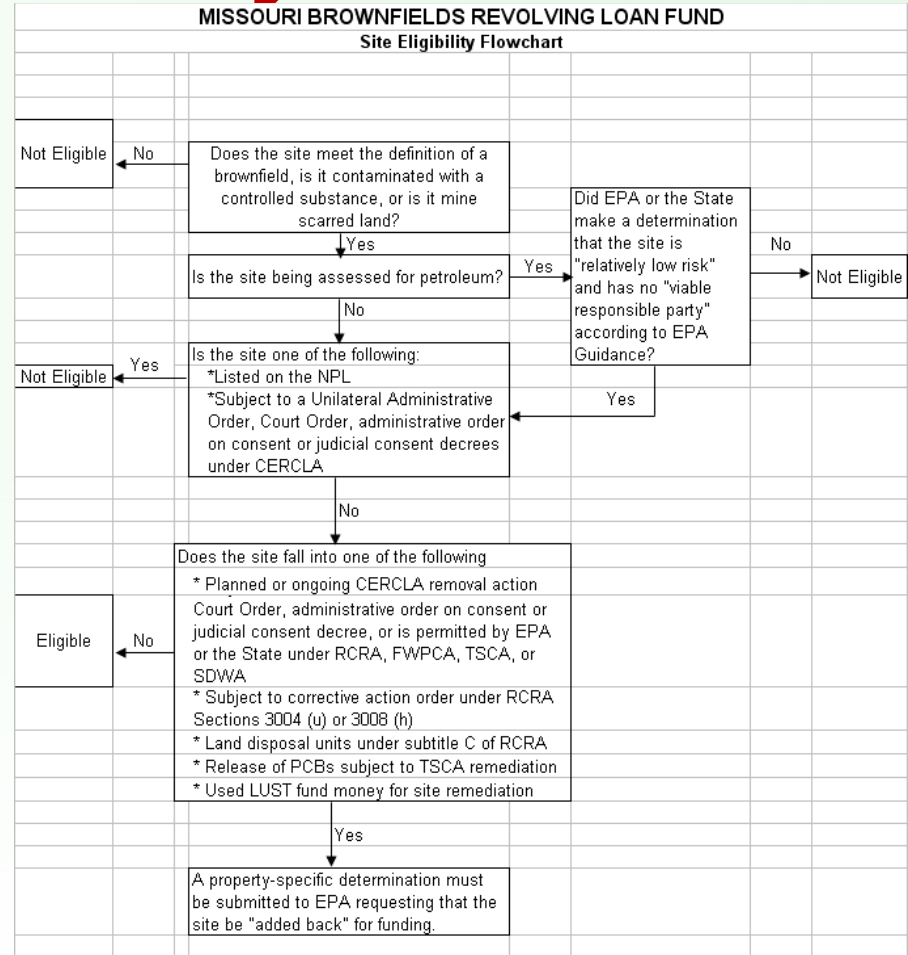 MISSOURI BROWNFIELDS REVOLVING LOAN FUND
Site Eligibility Flowchart
Not Eligible
No
Does the site meet the definition of a
brownfield, is it contaminated with a
controlled substance, or is it mine
scarred land?
Yes
Is the site being assessed for petroleum?
Yes
Did EPA or the State
make a determination
that the site is
"relatively low risk"
and has no "viable
responsible party"
according to EPA
Guidance?
No
Not Eligible
No
Yes
Not Eligible
Yes
Is the site one of the following:
*Listed on the NPL
*Subject to a Unilateral Administrative
Order, Court Order, administrative order
on consent or judicial consent decrees
under CERCLA
No
Does the site fall into one of the following
* Planned or ongoing CERCLA removal action
Court Order, administrative order on consent or
judicial consent decree, or is permitted by EPA
or the State under RCRA, FWPCA, TSCA, or
SDWA
* Subject to corrective action order under RCRA
Sections 3004 (u) or 3008 (h)
* Land disposal units under subtitle C of RCRA
* Release of PCBs subject to TSCA remediation
* Used LUST fund money for site remediation
Eligible
No
Yes
A property-specific determination must
be submitted to EPA requesting that the
site be "added back" for funding.